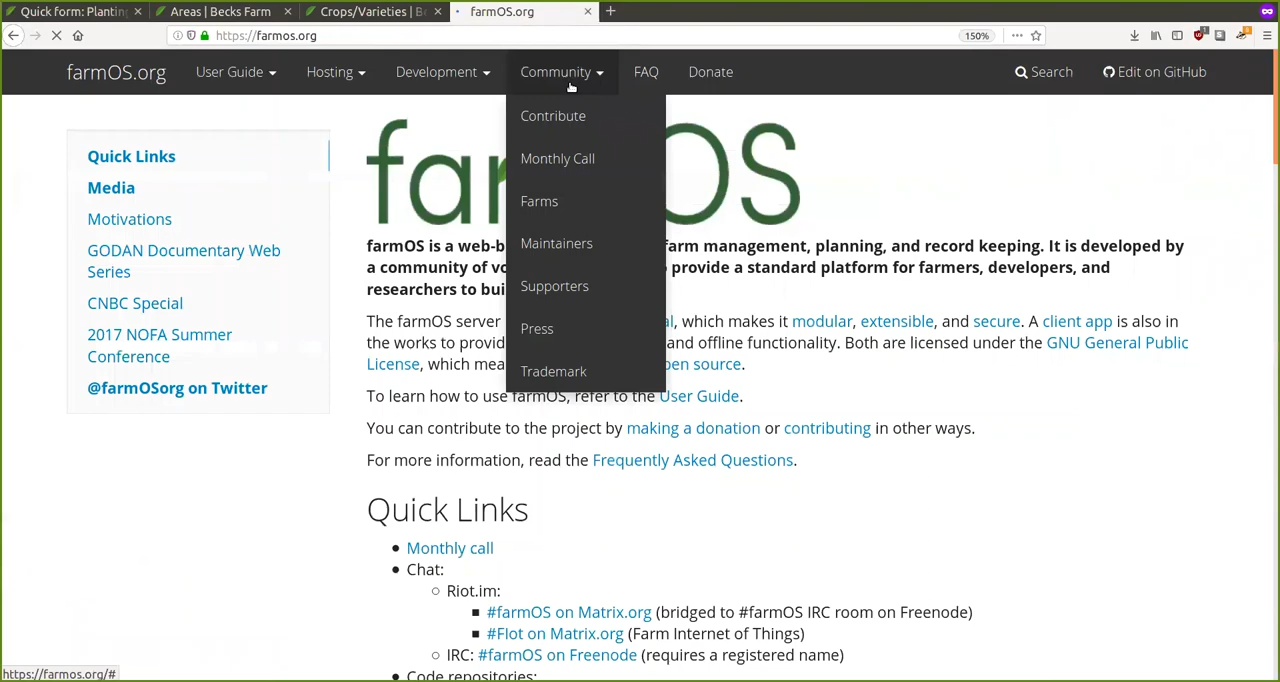 Quick form: Planting
Areas | Becks Farm
Crops/Varieties | Be
farmOS.org
https://farmos.org
150%
farmOS.org
User Guide
Hosting
Development
Community
FAQ
Donate
Search
Edit on GitHub
Contribute
Monthly Call
Farms
Maintainers
Supporters
Press
Trademark
Quick Links
Media
Motivations
GODAN Documentary Web
Series
CNBC Special
2017 NOFA Summer
Conference
@farmOSorg on Twitter
far OS
farmOS is a web-b farm management, planning, and record keeping. It is developed by
a community of vo to provide a standard platform for farmers, developers, and
researchers to bui
The farmOS server al, which makes it modular, extensible, and secure. A client app is also in
the works to provid and offline functionality. Both are licensed under the GNU General Public
License, which mea pen source.
To learn how to use farmOS, refer to the User Guide.
You can contribute to the project by making a donation or contributing in other ways.
For more information, read the Frequently Asked Questions.
Quick Links
Monthly call
Chat:
Riot.im:
#farmOS on Matrix.org (bridged to #farmOS IRC room on Freenode)
#FIot on Matrix.org (Farm Internet of Things)
IRC: #farmOS on Freenode (requires a registered name)
Code repositories:
https://farmos.org/#